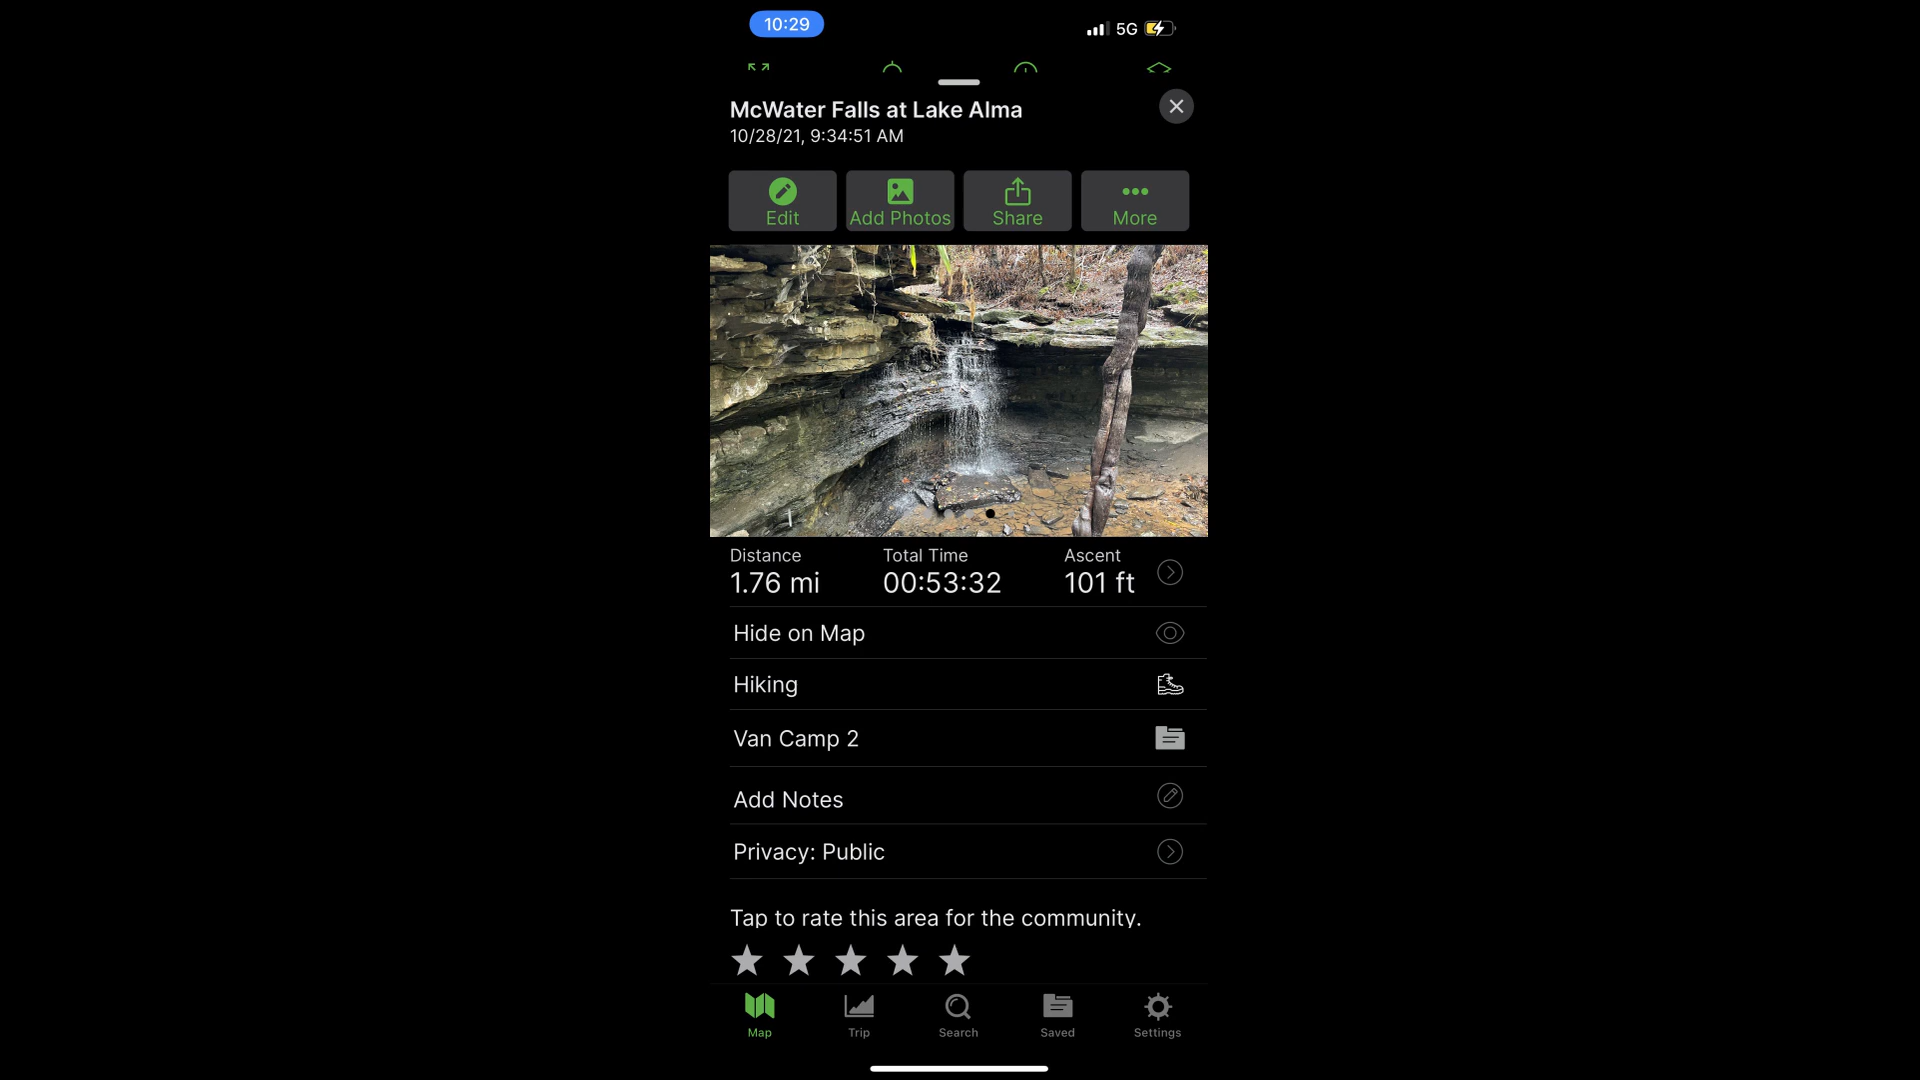 10:29
5G
McWater Falls at Lake Alma
10/28/21, 9:34:51 AM
Edit
Add Photos
Share
More
Distance
Total Time
Ascent
1.76 mi
00:53:32
101 ft
Hide on Map
Hiking
Van Camp 2
Add Notes
Privacy: Public
Tap to rate this area for the community.
Map
Trip
Search
Saved
Settings